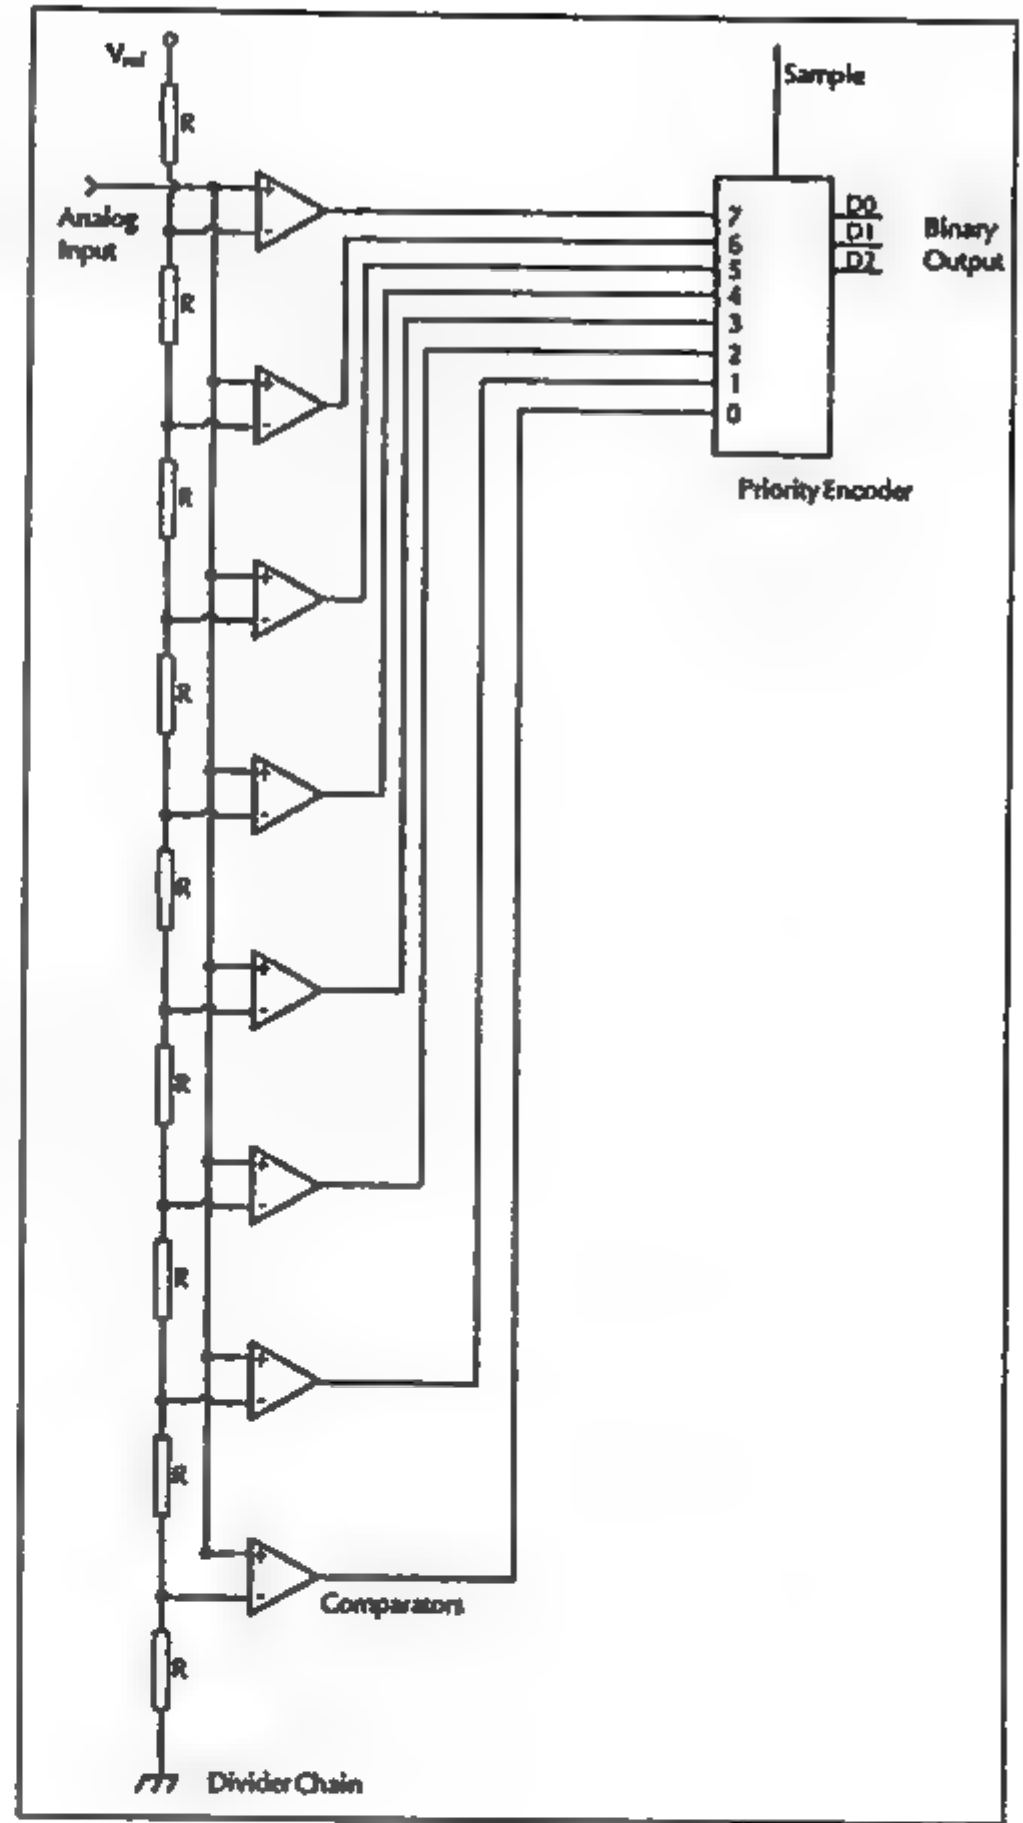 Vref
Sample
R
Analog
Input
+
-
7
6
5
4
3
2
1
0
D0
D1
D2
Binary
Output
R
+
-
Priority Encoder
R
+
-
R
+
-
R
+
-
R
+
-
R
+
-
R
+
-
Comparators
R
Divider Chain